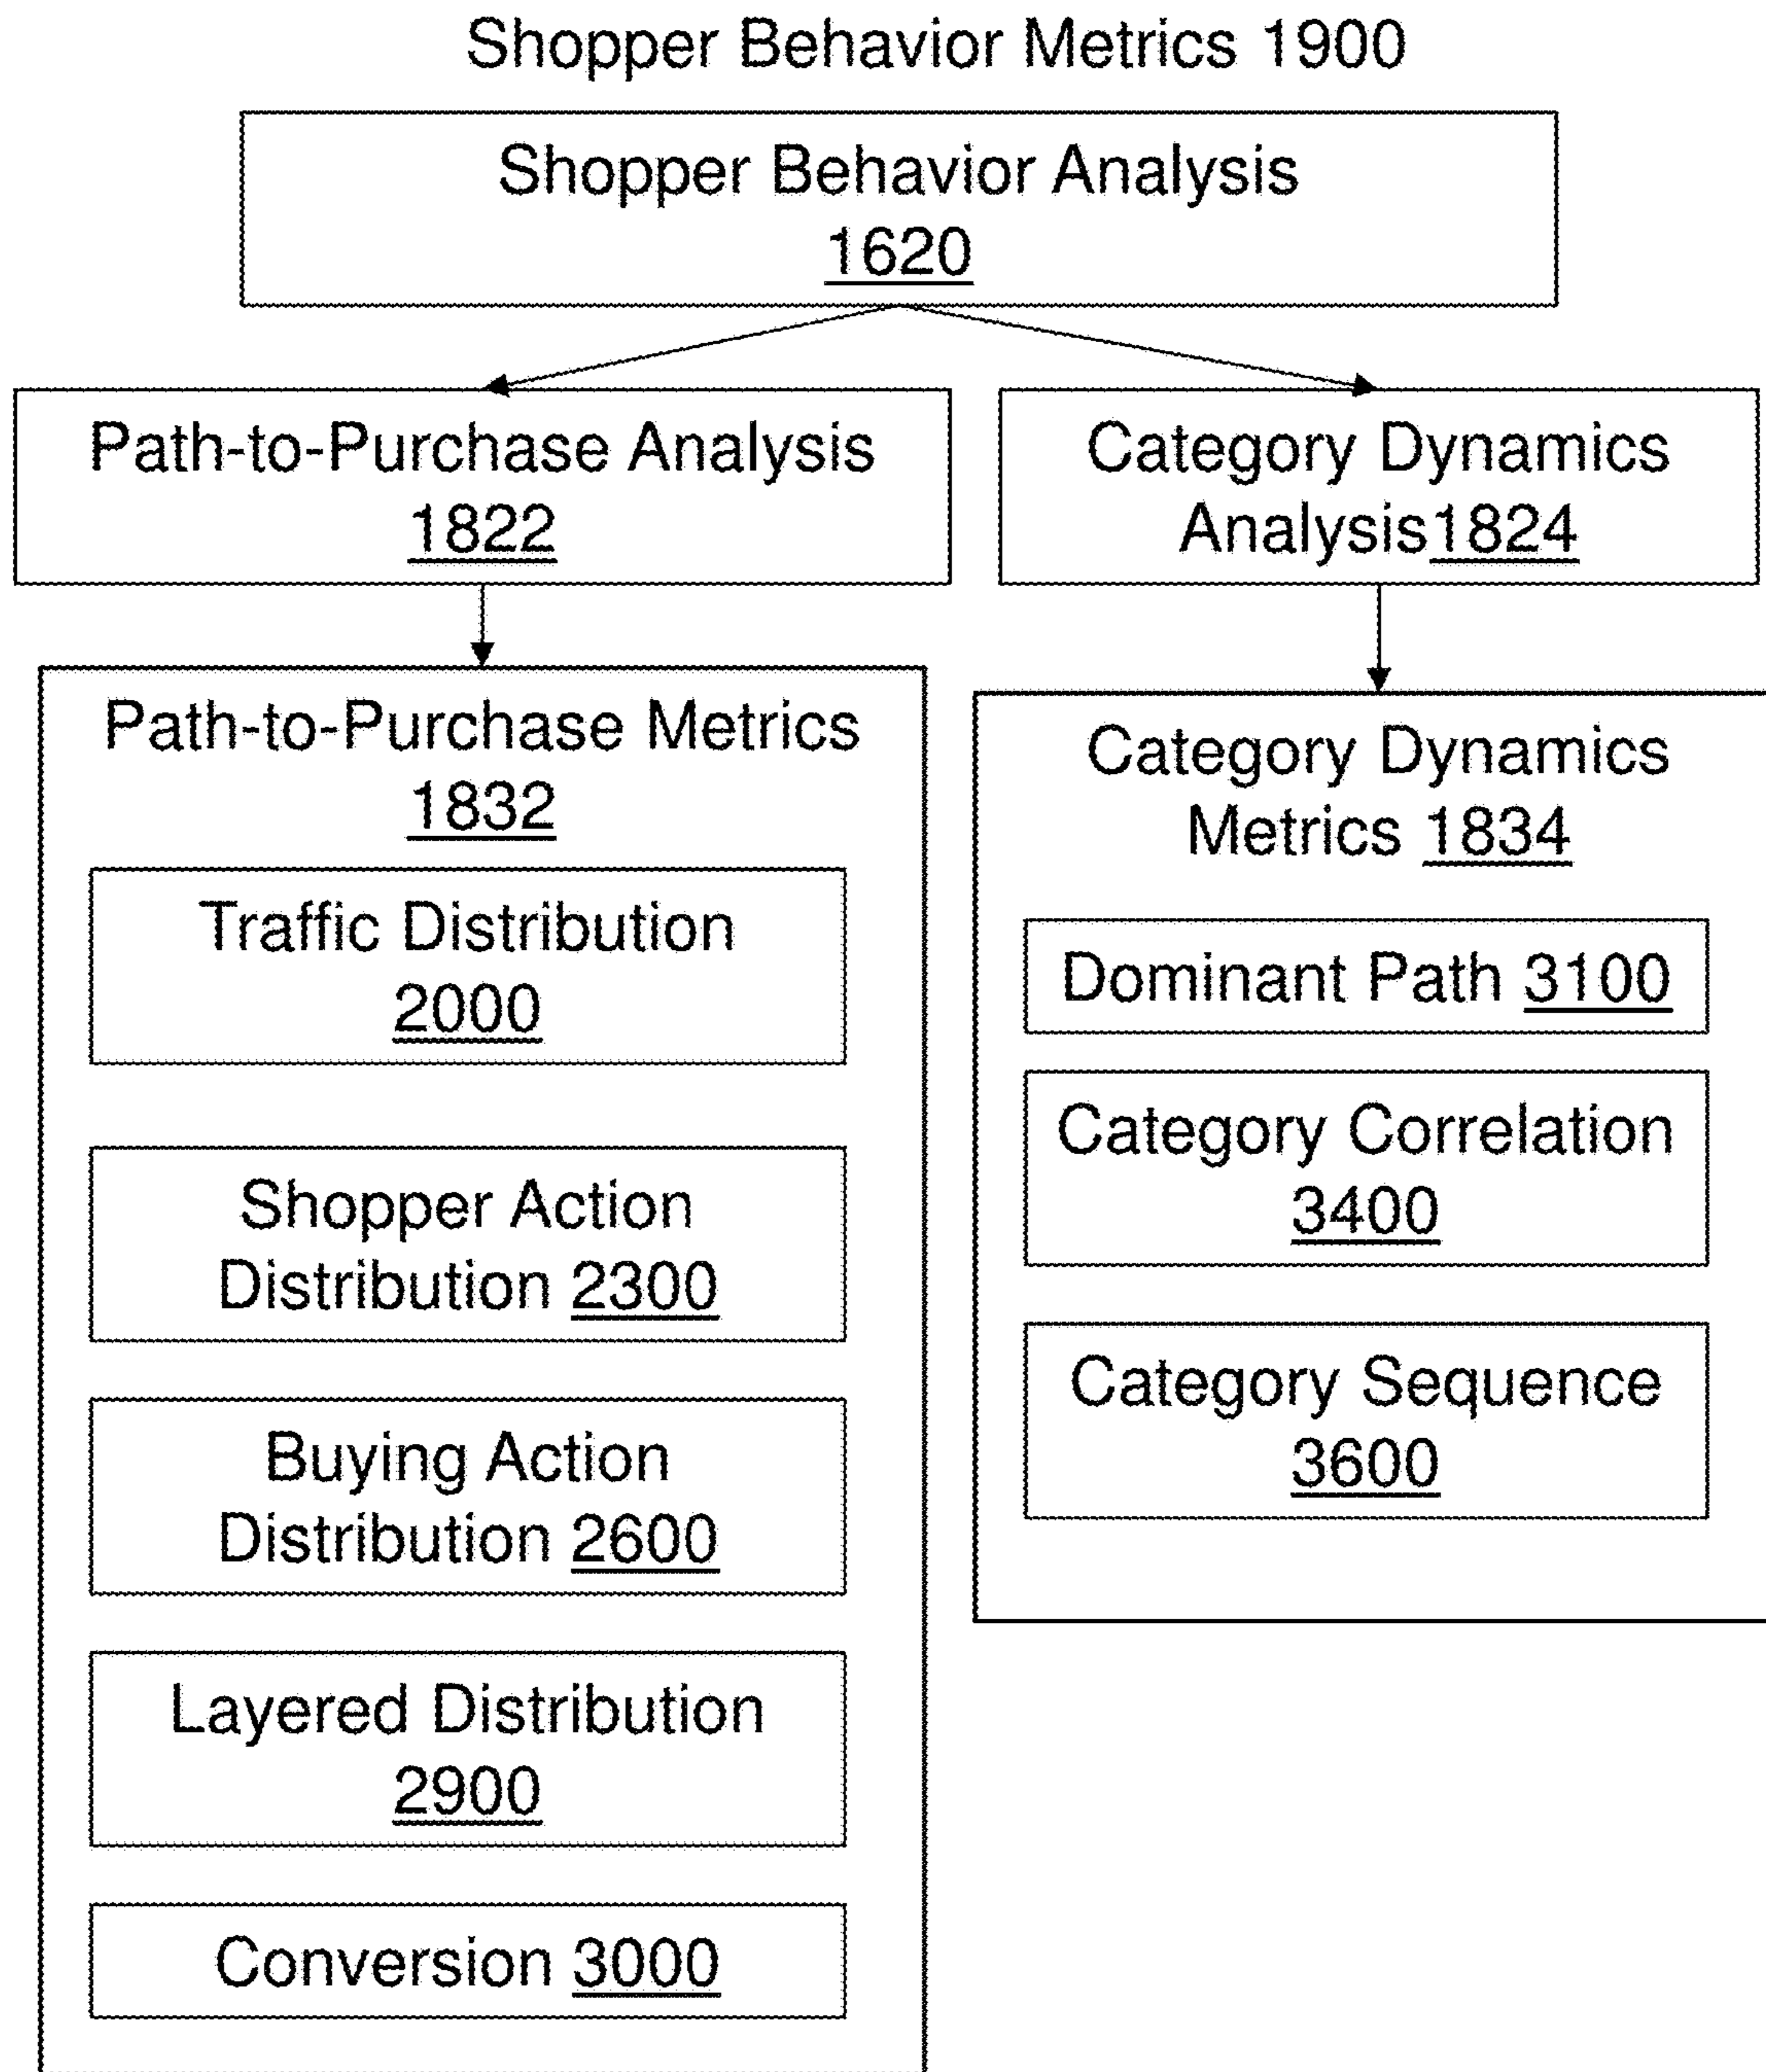 Shopper Behavior Metrics 1900
Shopper Behavior Analysis
1620
Path-to-Purchase Analysis
1822
Category Dynamics
Analysis1824
Path-to-Purchase Metrics
1832
Traffic Distribution
2000
Shopper Action
Distribution 2300
Buying Action
Distribution 2600
Layered Distribution
2900
Conversion 3000
Category Dynamics
Metrics 1834
Dominant Path 3100
Category Correlation
3400
Category Sequence
3600